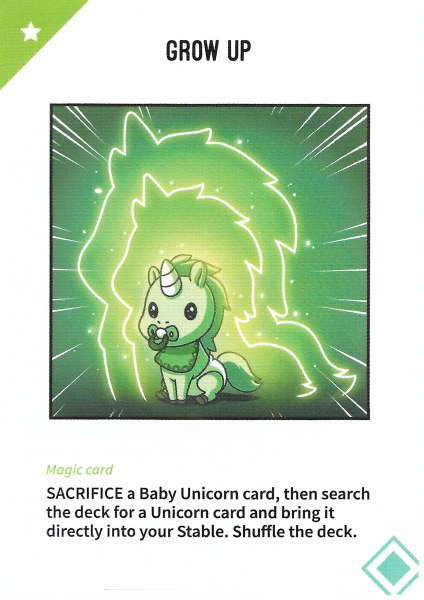 GROW UP
Magic card
SACRIFICE a Baby Unicorn card, then search
the deck for a Unicorn card and bring it
directly into your Stable. Shuffle the deck.